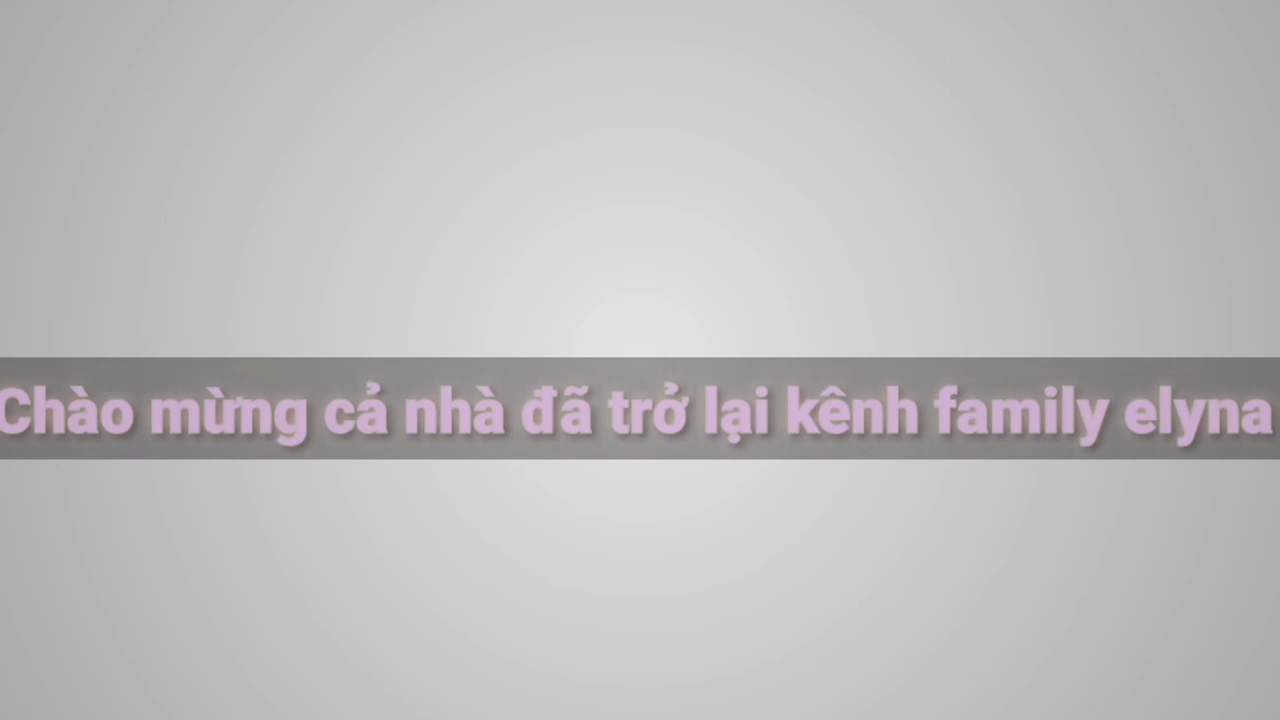 Chào mừng cả nhà đã trở lại kênh family elyna